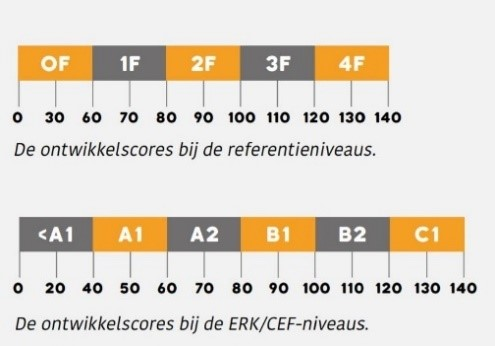 OF 1F 2F 3F 4F
0 30 60 70 80 90 100 110 120 130 140
De ontwikkelscores bij de referentieniveaus.
<A1 A1 A2 B1 B2 C1
0 20 40 50 60 70 80 90 100 110 120 130 140
De ontwikkelscores bij de ERK/CEF-niveaus.